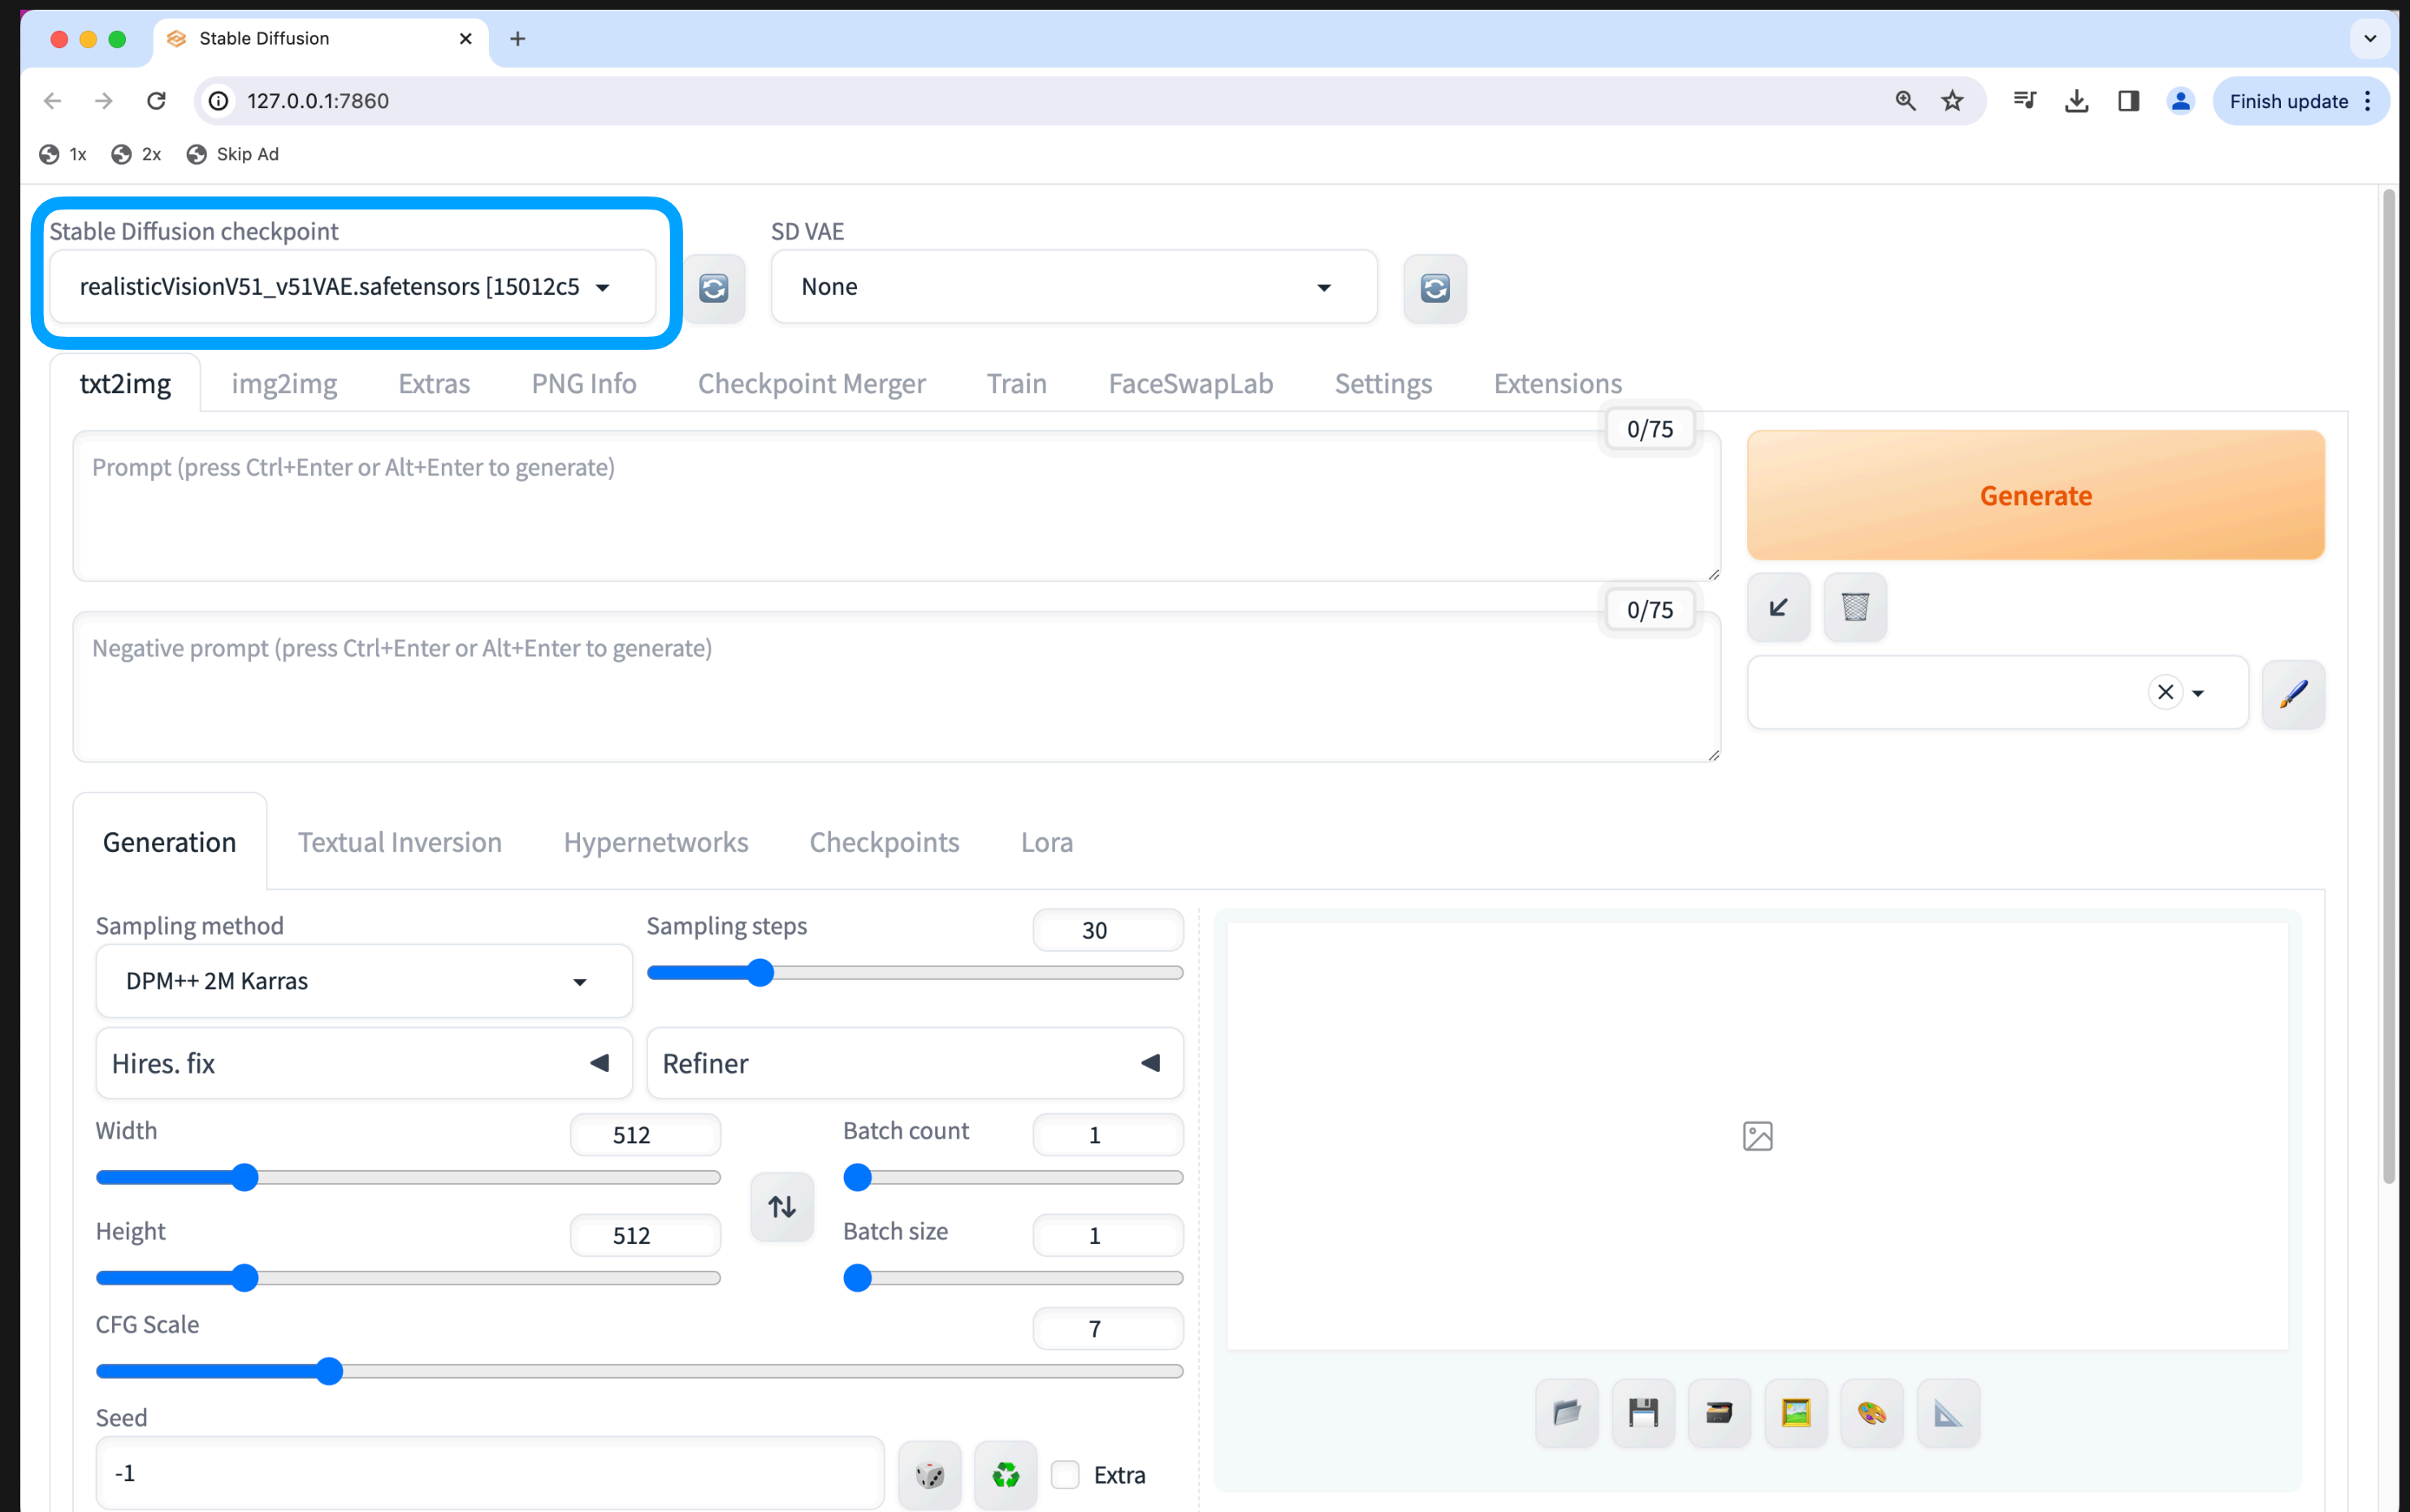 Stable Diffusion
127.0.0.1:7860
Finish update
1x 2x Skip Ad
Stable Diffusion checkpoint
realisticVisionV51_v51VAE.safetensors [15012c5
SD VAE
None
txt2img img2img Extras PNG Info Checkpoint Merger Train FaceSwapLab Settings Extensions
0/75
Prompt (press Ctrl+Enter or Alt+Enter to generate)
Generate
0/75
Negative prompt (press Ctrl+Enter or Alt+Enter to generate)
Generation Textual Inversion Hypernetworks Checkpoints Lora
Sampling method
DPM++ 2M Karras
Sampling steps
30
Hires. fix
Refiner
Width
512
Batch count
1
Height
512
Batch size
1
CFG Scale
7
Seed
-1
Extra